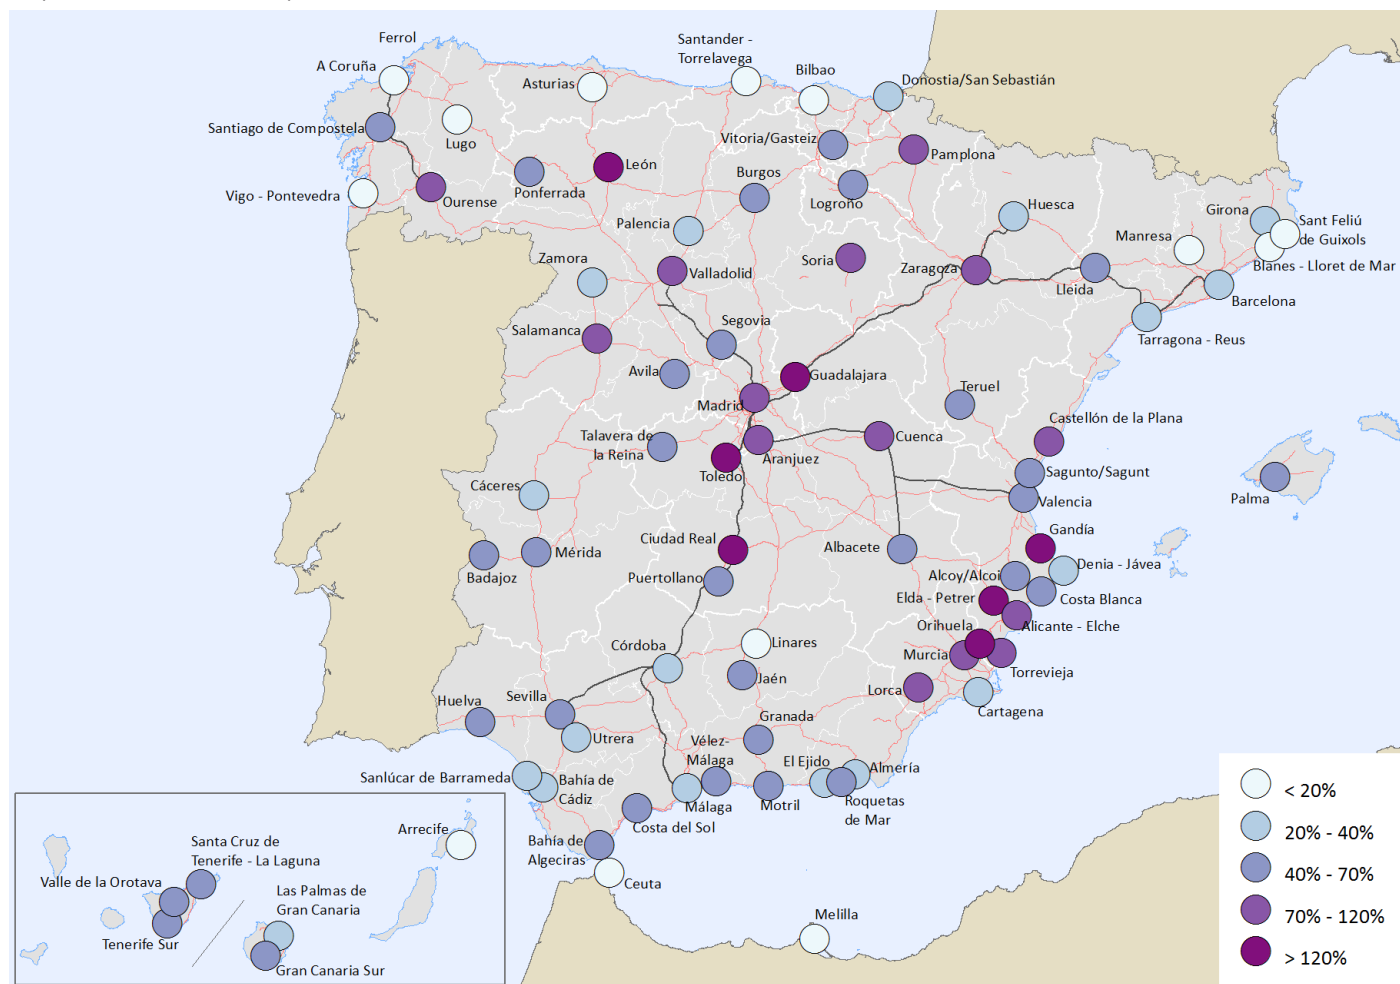 Ferrol
Santander -
Torrelavega
A Coruña
Bilbao
Asturias
Donostia/San Sebastián
Santiago de Compostela
Lugo
Vitoria/Gasteiz
Pamplona
León
Burgos
Ponferrada
Vigo - Pontevedra
Ourense
Logroño
Huesca
Girona
Sant Feliú
de Guixols
Palencia
Manresa
Zamora
Valladolid
Soria
Zaragoza
Blanes - Lloret de Mar
Lleida
Barcelona
Segovia
Salamanca
Tarragona - Reus
Avila
Guadalajara
Teruel
Madrid
Castellón de la Plana
Talavera de
la Reina
Cuenca
Aranjuez
Toledo
Sagunto/Sagunt
Cáceres
Palma
Valencia
Gandía
Ciudad Real
Albacete
Mérida
Badajoz
Denia - Jávea
Puertollano
Alcoy/Alcoi
Elda - Petrer
Costa Blanca
Orihuela
Alicante - Elche
Córdoba
Linares
Murcia
Torrevieja
Jaén
Lorca
Huelva
Sevilla
Cartagena
Granada
Utrera
Vélez-
Málaga
El Ejido
Almería
Sanlúcar de Barrameda
Bahía de
Cádiz
Málaga
Motril
Roquetas
de Mar
Costa del Sol
Arrecife
Bahía de
Algeciras
Santa Cruz de
Tenerife - La Laguna
Valle de la Orotava
Las Palmas de
Gran Canaria
Ceuta
Melilla
Tenerife Sur
Gran Canaria Sur
< 20%
20% - 40%
40% - 70%
70% - 120%
> 120%